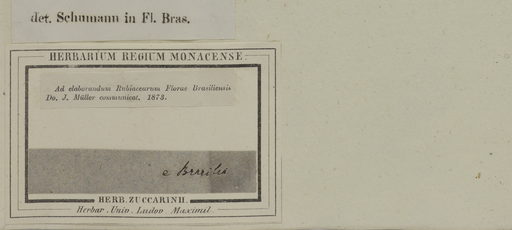 det. Schumann in Fl. Bras.
HERBARIUM REGIUM MONACENSE
Ad elaborandum Rubiacearum Florae Brasiliensis
Do. J. Müller communicat. 1873.
e Brasilia
HERB. ZUCCARINII.
Herbar. Univ. Ludov. Maximil.